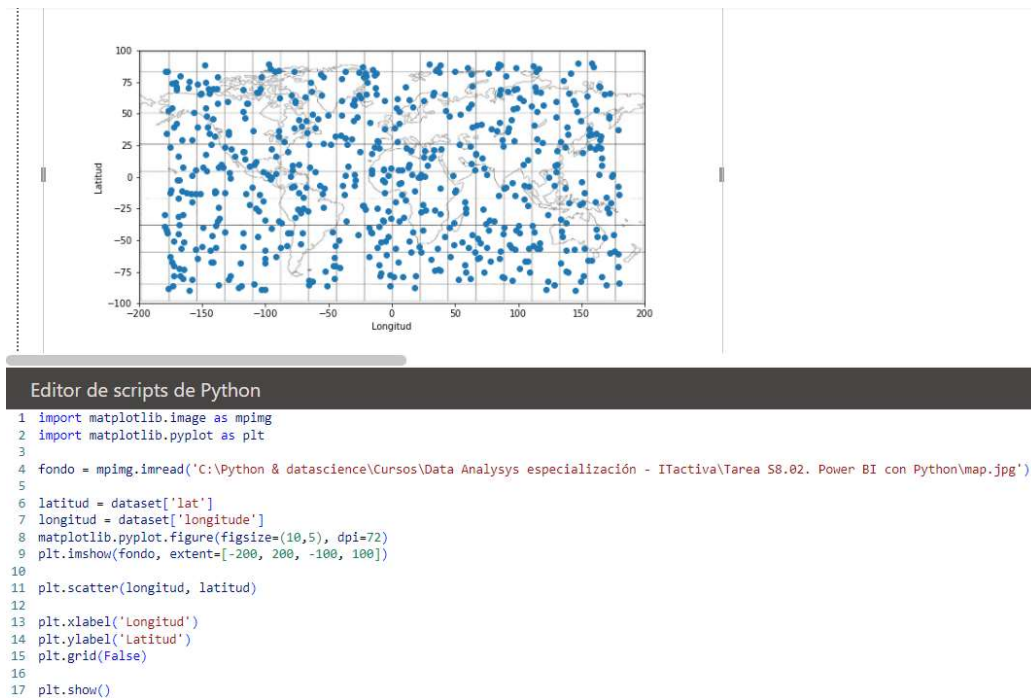 100
75
50
25
0
−25
−50
−75
−100
Latitud
−200 −150 −100 −50 0 50 100 150 200
Longitud
Editor de scripts de Python
1 import matplotlib.image as mpimg
2 import matplotlib.pyplot as plt
3
4 fondo = mpimg.imread('C:\Python & datascience\Cursos\Data Analysys especialización - ITactiva\Tarea S8.02. Power BI con Python\map.jpg')
5
6 latitud = dataset['lat']
7 longitud = dataset['longitude']
8 matplotlib.pyplot.figure(figsize=(10,5), dpi=72)
9 plt.imshow(fondo, extent=[-200, 200, -100, 100])
10
11 plt.scatter(longitud, latitud)
12
13 plt.xlabel('Longitud')
14 plt.ylabel('Latitud')
15 plt.grid(False)
16
17 plt.show()